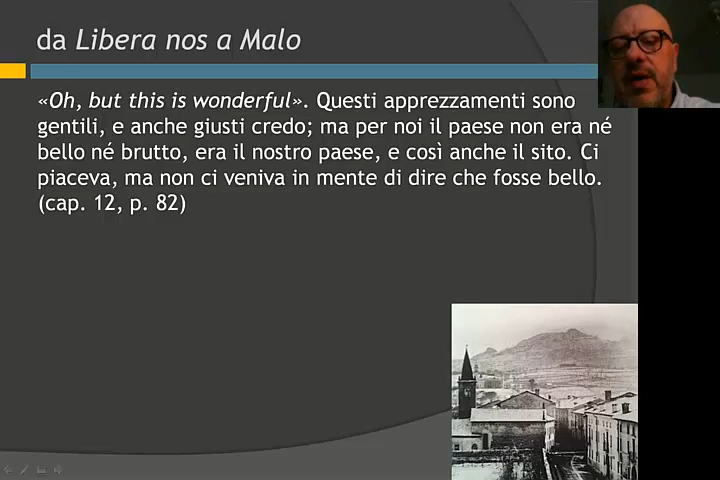 da Libera nos a Malo
«Oh, but this is wonderful». Questi apprezzamenti sono
gentili, e anche giusti credo; ma per noi il paese non era né
bello né brutto, era il nostro paese, e così anche il sito. Ci
piaceva, ma non ci veniva in mente di dire che fosse bello.
(cap. 12, p. 82)